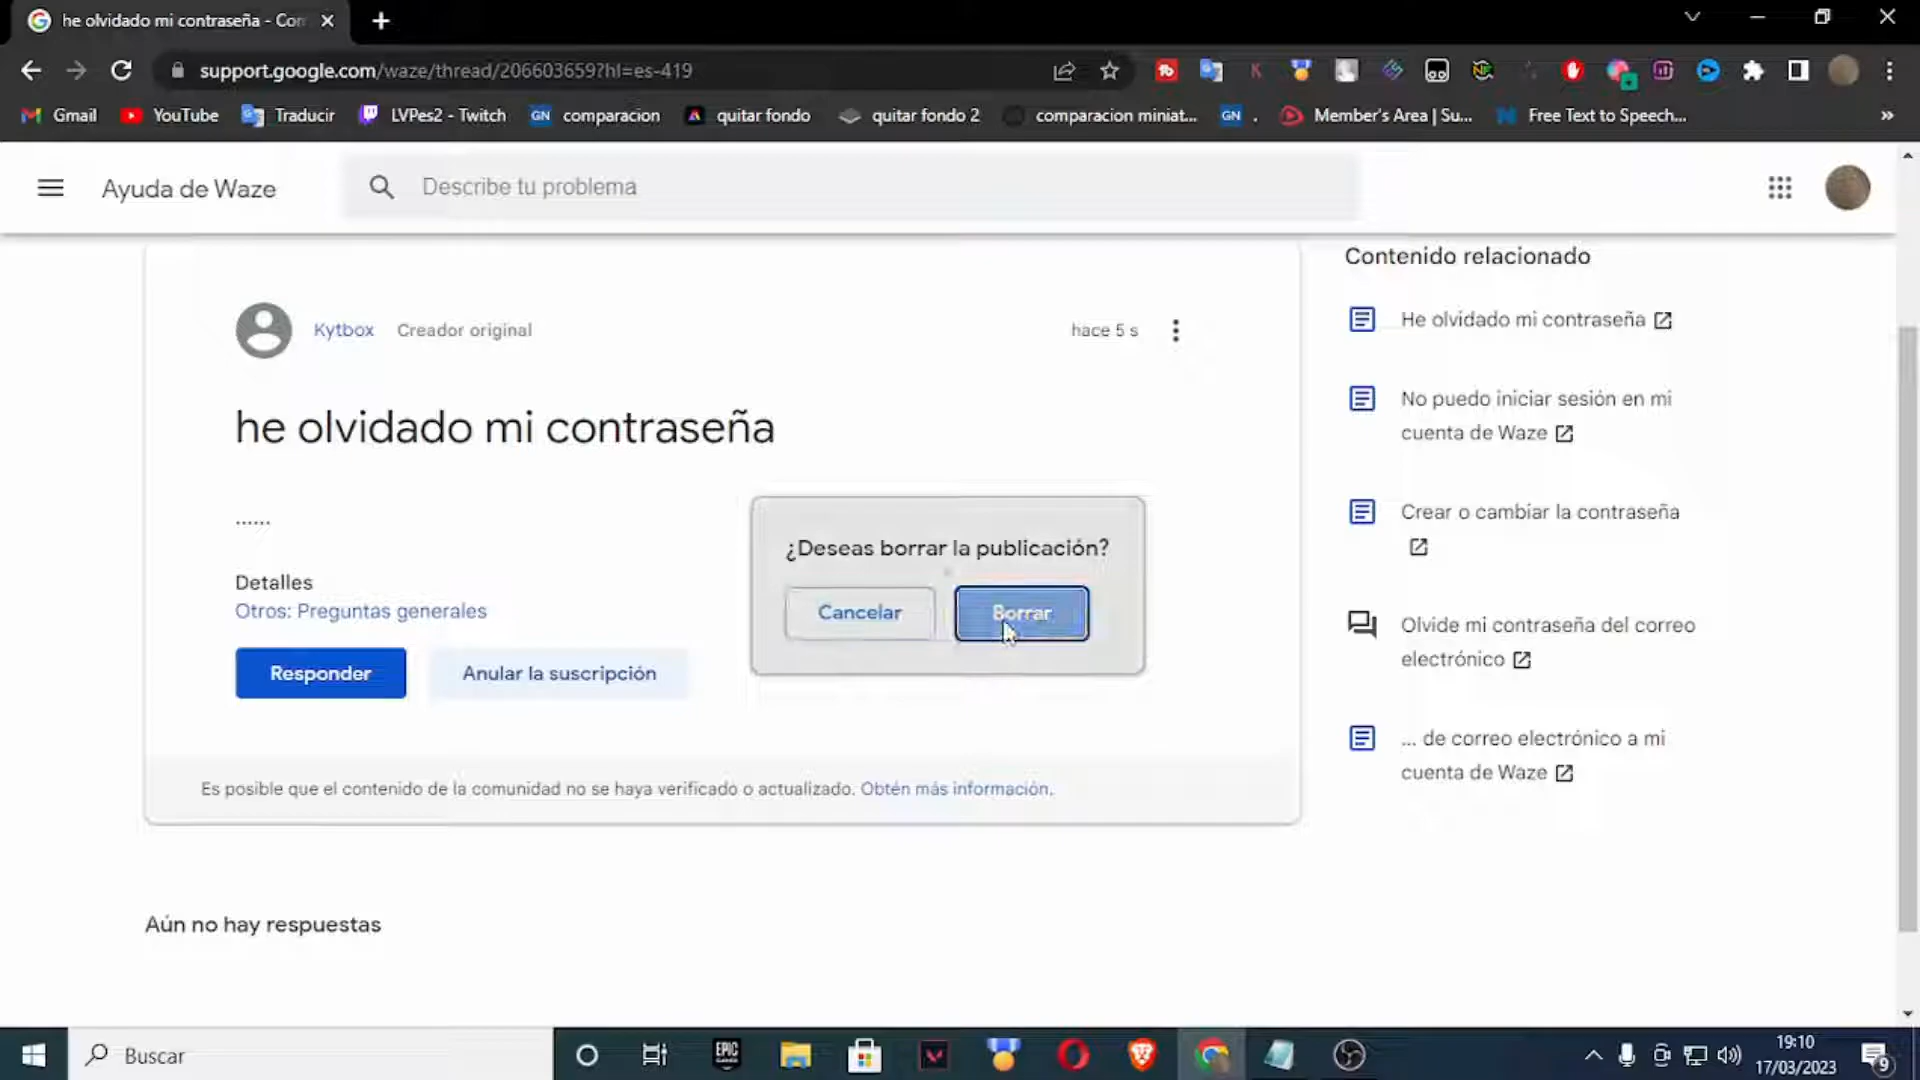 he olvidado mi contraseña - Con
support.google.com/waze/thread/206603659?hl=es-419
Gmail
YouTube
Traducir
LVPes2 - Twitch
GN comparacion
quitar fondo
quitar fondo 2
comparacion miniat...
GN .
Member's Area | Su...
Free Text to Speech...
»
Ayuda de Waze
Describe tu problema
Kytbox Creador original
hace 5 s
he olvidado mi contraseña
......
Detalles
Otros: Preguntas generales
Responder
Anular la suscripción
¿Deseas borrar la publicación?
Cancelar
Borrar
Es posible que el contenido de la comunidad no se haya verificado o actualizado. Obtén más información.
Aún no hay respuestas
Contenido relacionado
He olvidado mi contraseña
No puedo iniciar sesión en mi
cuenta de Waze
Crear o cambiar la contraseña
Olvide mi contraseña del correo
electrónico
... de correo electrónico a mi
cuenta de Waze
Buscar
EPIC
19:10
17/03/2023
9